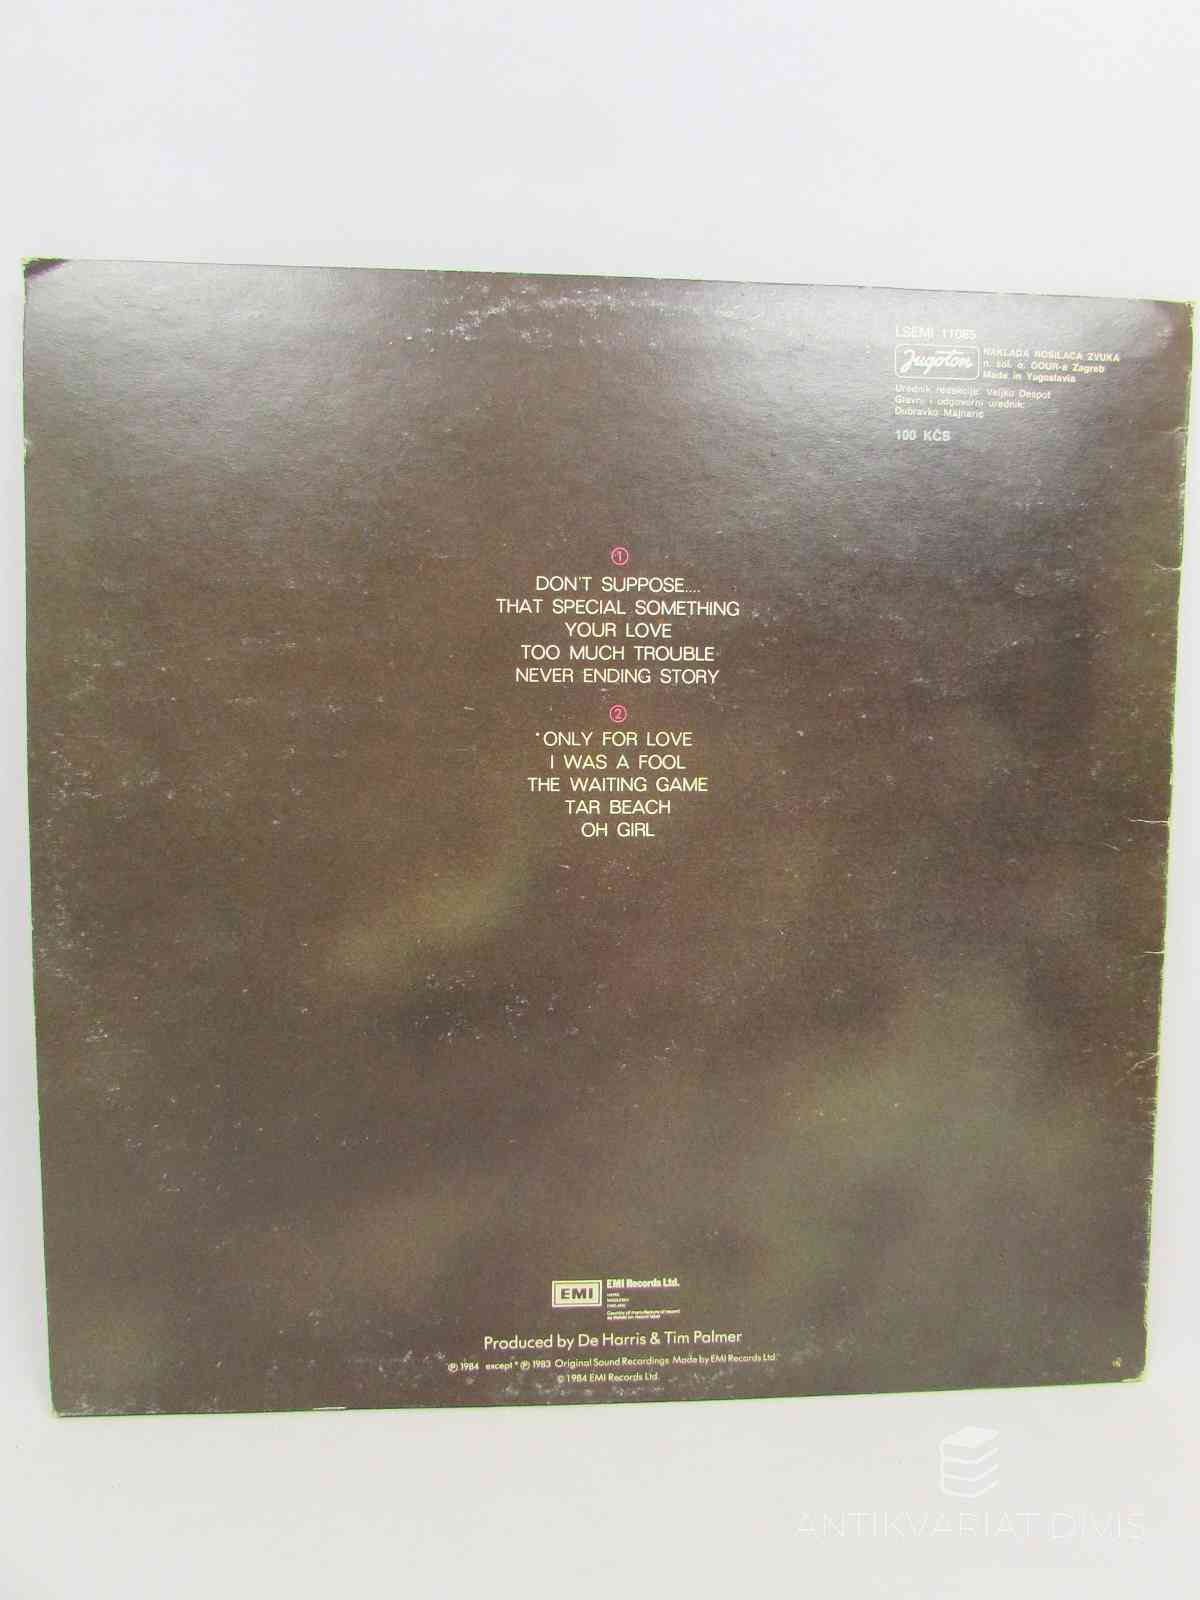 LSEMI 11085
Jugoton
NAKLADA NOSILACA ZVUKA
n. sol. o. OOUR-a Zagreb
Made in Yugoslavia
Urednik redakcije: Veljko Despot
Glavni i odgovorni urednik:
Dubravko Majnarić
100 KČS
①
DON'T SUPPOSE....
THAT SPECIAL SOMETHING
YOUR LOVE
TOO MUCH TROUBLE
NEVER ENDING STORY
②
*ONLY FOR LOVE
I WAS A FOOL
THE WAITING GAME
TAR BEACH
OH GIRL
EMI
EMI Records Ltd.
Produced by De Harris & Tim Palmer
℗ 1984 except * ℗ 1983 Original Sound Recordings Made by EMI Records Ltd.
© 1984 EMI Records Ltd.
ANTIKVARIAT DIVIS